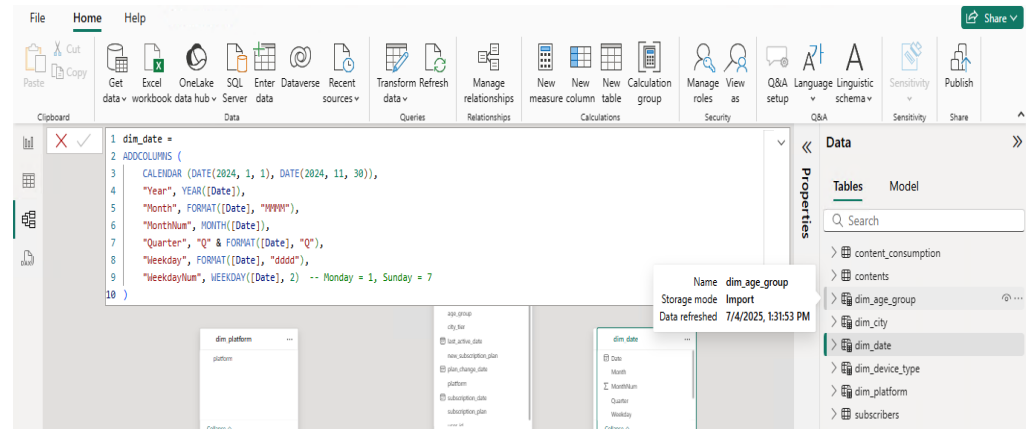 File Home Help Share
Cut
Copy
Paste
Get data
Excel workbook
OneLake data hub
SQL Server
Enter data
Dataverse
Recent sources
Transform data
Refresh
Manage relationships
New measure
New column
New table
Calculation group
Manage roles
View as
Q&A setup
Language
Linguistic schema
Sensitivity
Publish
Clipboard
Data
Queries
Relationships
Calculations
Security
Q&A
Sensitivity
Share
1 dim_date =
2 ADDCOLUMNS (
3 CALENDAR (DATE(2024, 1, 1), DATE(2024, 11, 30)),
4 "Year", YEAR([Date]),
5 "Month", FORMAT([Date], "MMMM"),
6 "MonthNum", MONTH([Date]),
7 "Quarter", "Q" & FORMAT([Date], "Q"),
8 "Weekday", FORMAT([Date], "dddd"),
9 "WeekdayNum", WEEKDAY([Date], 2) -- Monday = 1, Sunday = 7
10 )
Properties
Data
Tables Model
Search
content_consumption
contents
dim_age_group
dim_city
dim_date
dim_device_type
dim_platform
subscribers
Name dim_age_group
Storage mode Import
Data refreshed 7/4/2025, 1:31:53 PM
dim_platform
platform
Collapse
age_group
city_tier
last_active_date
new_subscription_plan
plan_change_date
platform
subscription_date
subscription_plan
user_id
dim_date
Date
Month
MonthNum
Quarter
Weekday
Collapse